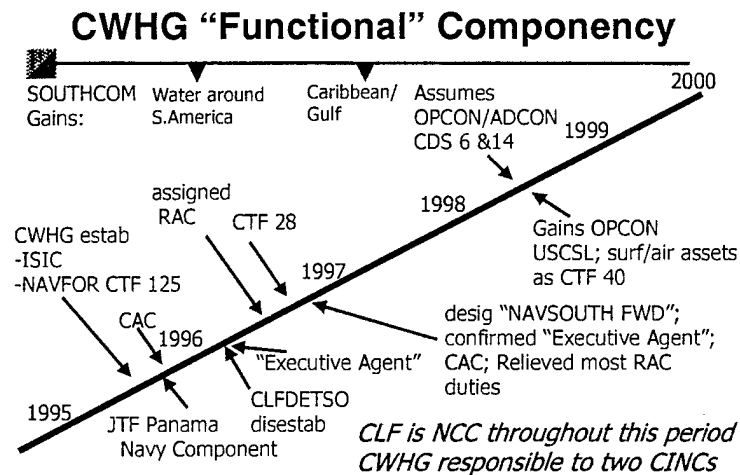 CWHG “Functional” Componency
SOUTHCOM
Gains:
Water around
S.America
Caribbean/
Gulf
Assumes
OPCON/ADCON
CDS 6 &14
2000
1999
assigned
RAC
CTF 28
1998
Gains OPCON
USCSL; surf/air assets
as CTF 40
CWHG estab
-ISIC
-NAVFOR CTF 125
1997
CAC
1996
desig “NAVSOUTH FWD”;
confirmed “Executive Agent”;
CAC; Relieved most RAC
duties
“Executive Agent”
CLFDETSO
disestab
1995
JTF Panama
Navy Component
CLF is NCC throughout this period
CWHG responsible to two CINCs